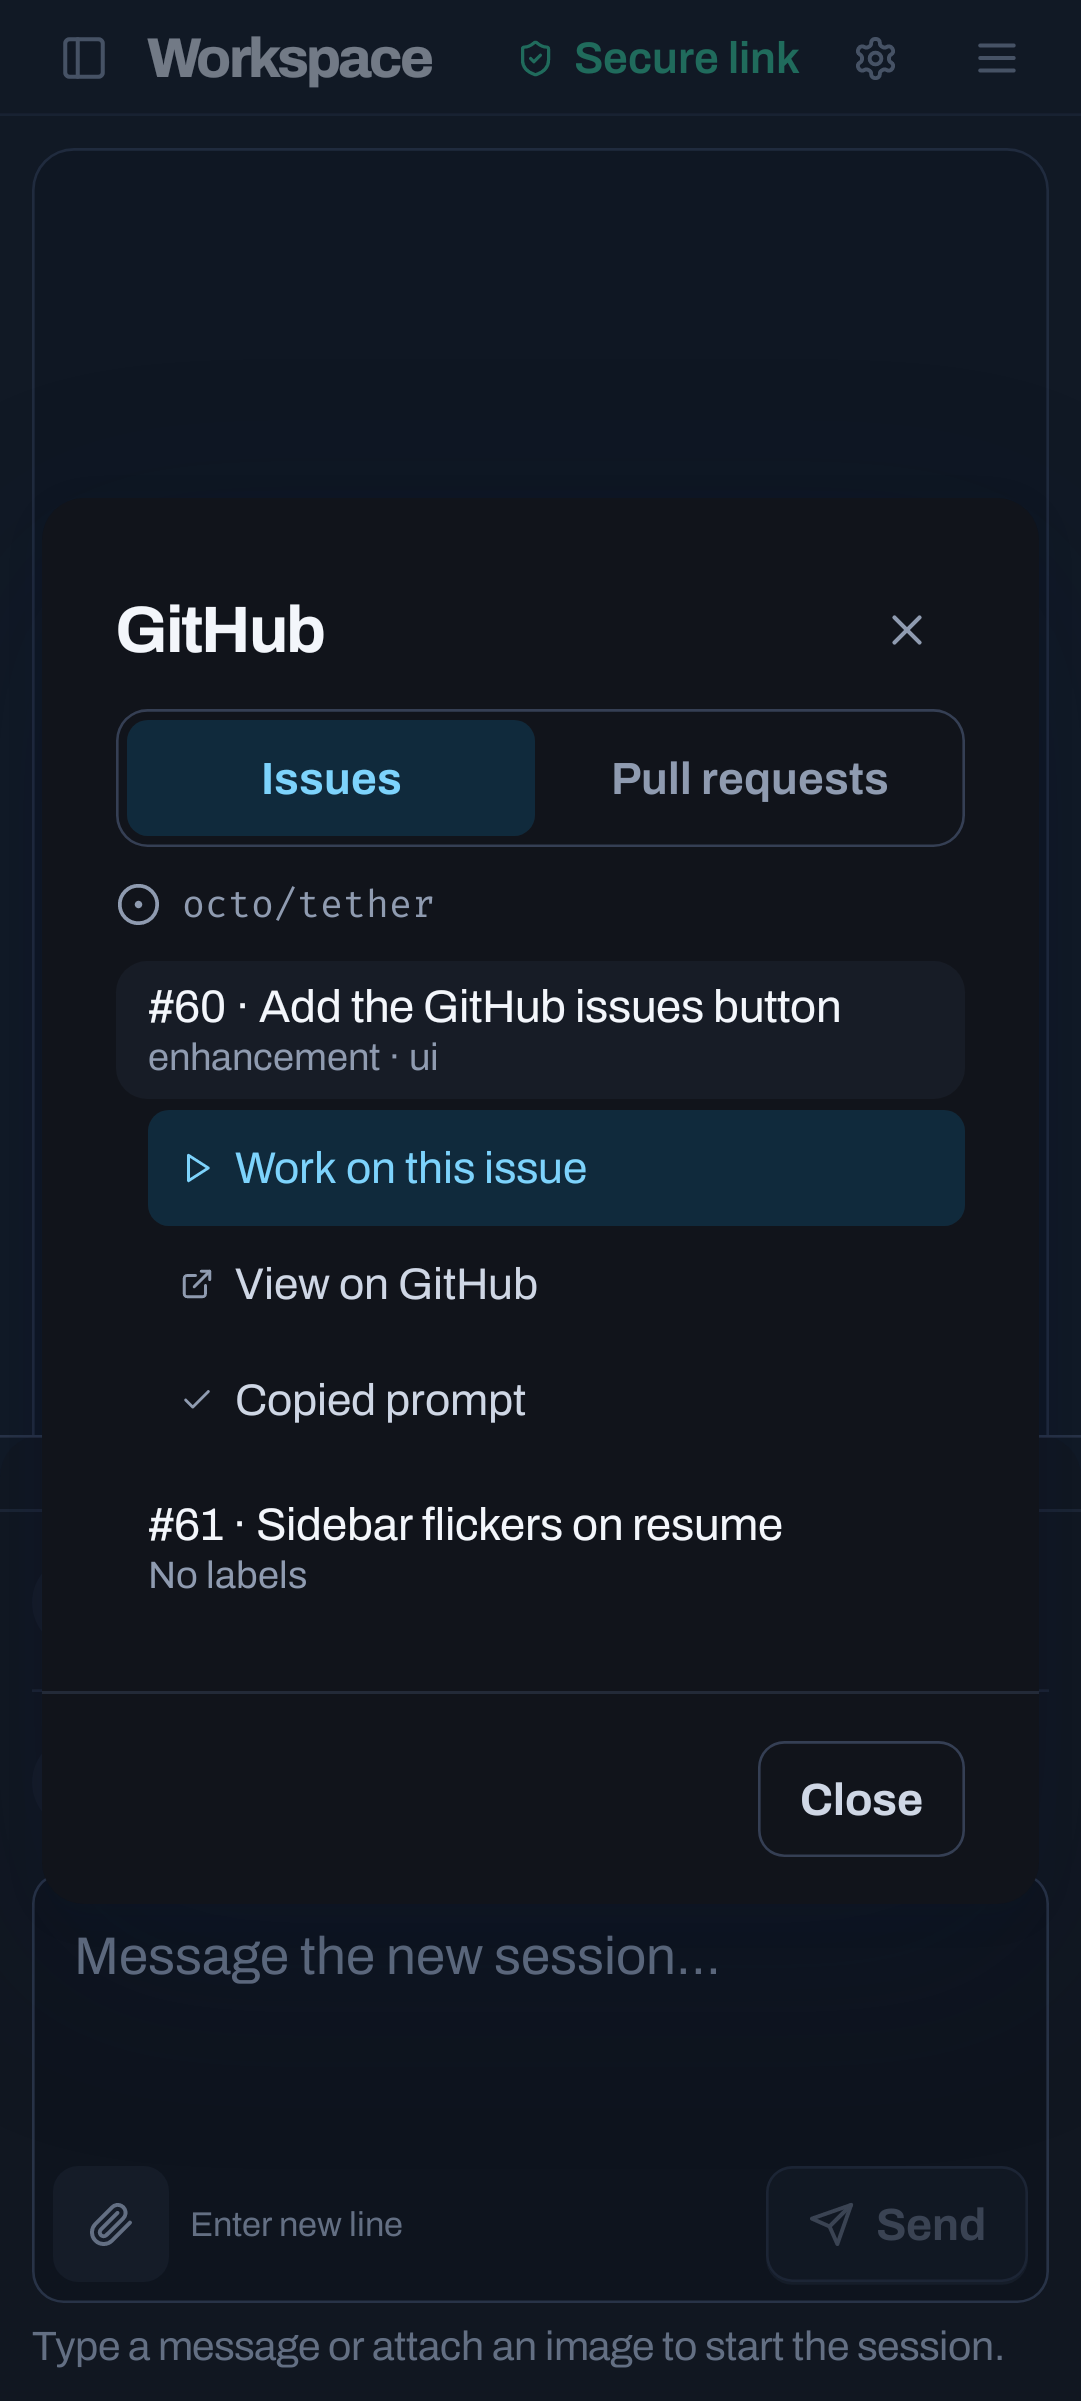 Workspace
Secure link
GitHub
Issues
Pull requests
octo/tether
#60 · Add the GitHub issues button
enhancement · ui
Work on this issue
View on GitHub
Copied prompt
#61 · Sidebar flickers on resume
No labels
Close
Message the new session...
Enter new line
Send
Type a message or attach an image to start the session.